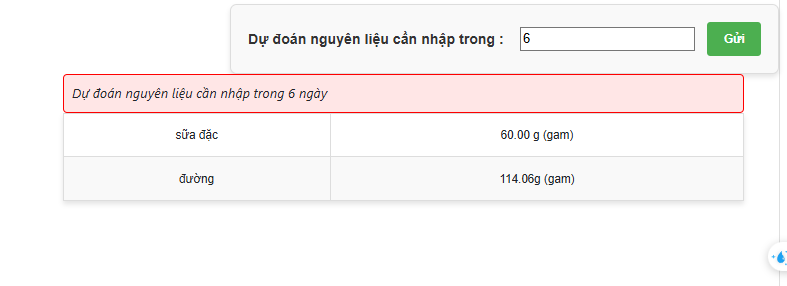 Dự đoán nguyên liệu cần nhập trong :
6
Gửi
Dự đoán nguyên liệu cần nhập trong 6 ngày
sữa đặc
60.00 g (gam)
đường
114.06g (gam)